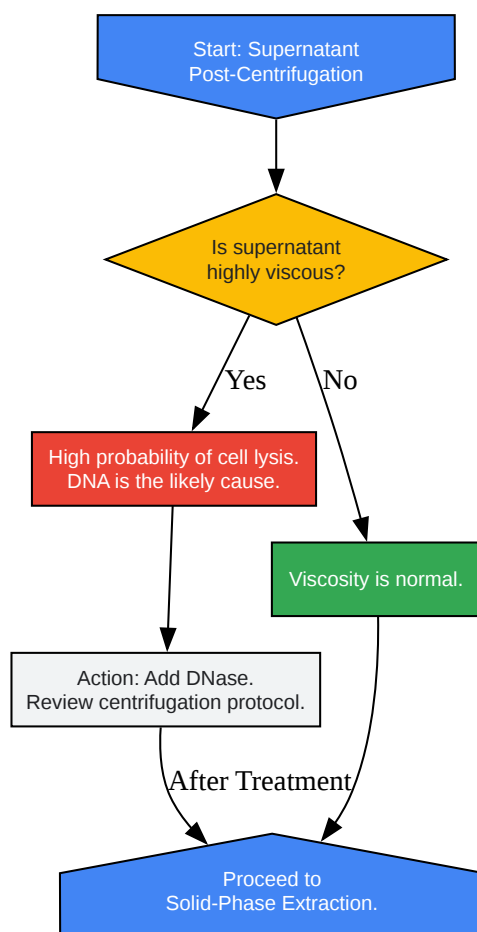 Start: Supernatant
Post-Centrifugation
Is supernatant
highly viscous?
Yes
No
High probability of cell lysis.
DNA is the likely cause.
Viscosity is normal.
Action: Add DNase.
Review centrifugation protocol.
After Treatment
Proceed to
Solid-Phase Extraction.